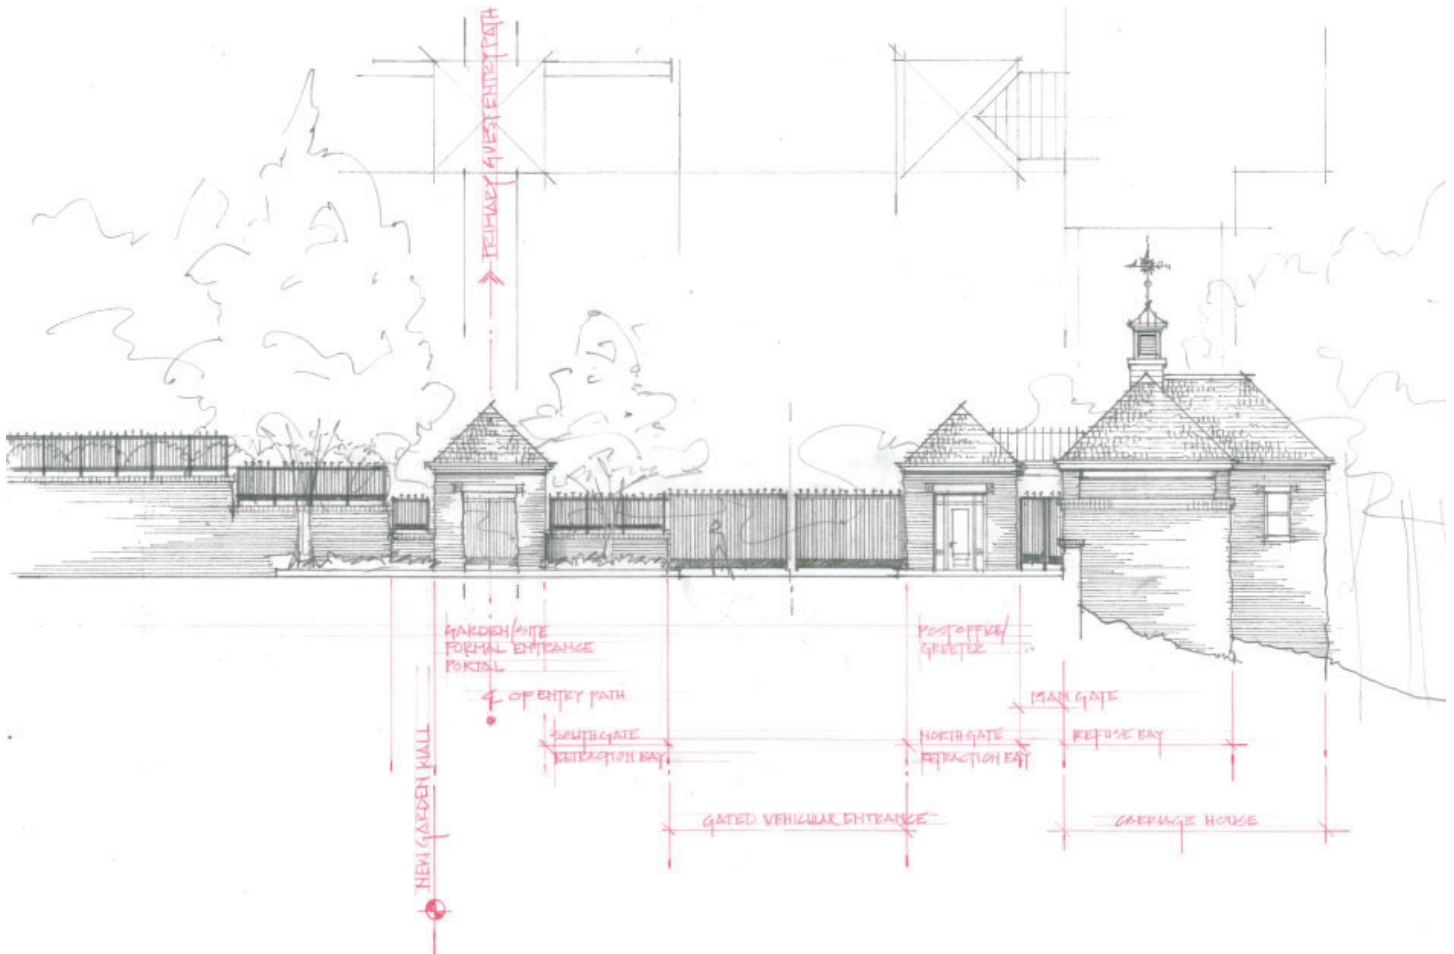 PRIMARY GUEST ENTRY PATH
GARDEN/SITE
FORMAL ENTRANCE
PORTAL
POST OFFICE/
GREETER
℄ OF ENTRY PATH
MAN GATE
SOUTH GATE
RETRACTION BAY
NORTH GATE
RETRACTION BAY
REFUSE BAY
NEW GARDEN WALL
GATED VEHICULAR ENTRANCE
CARRIAGE HOUSE